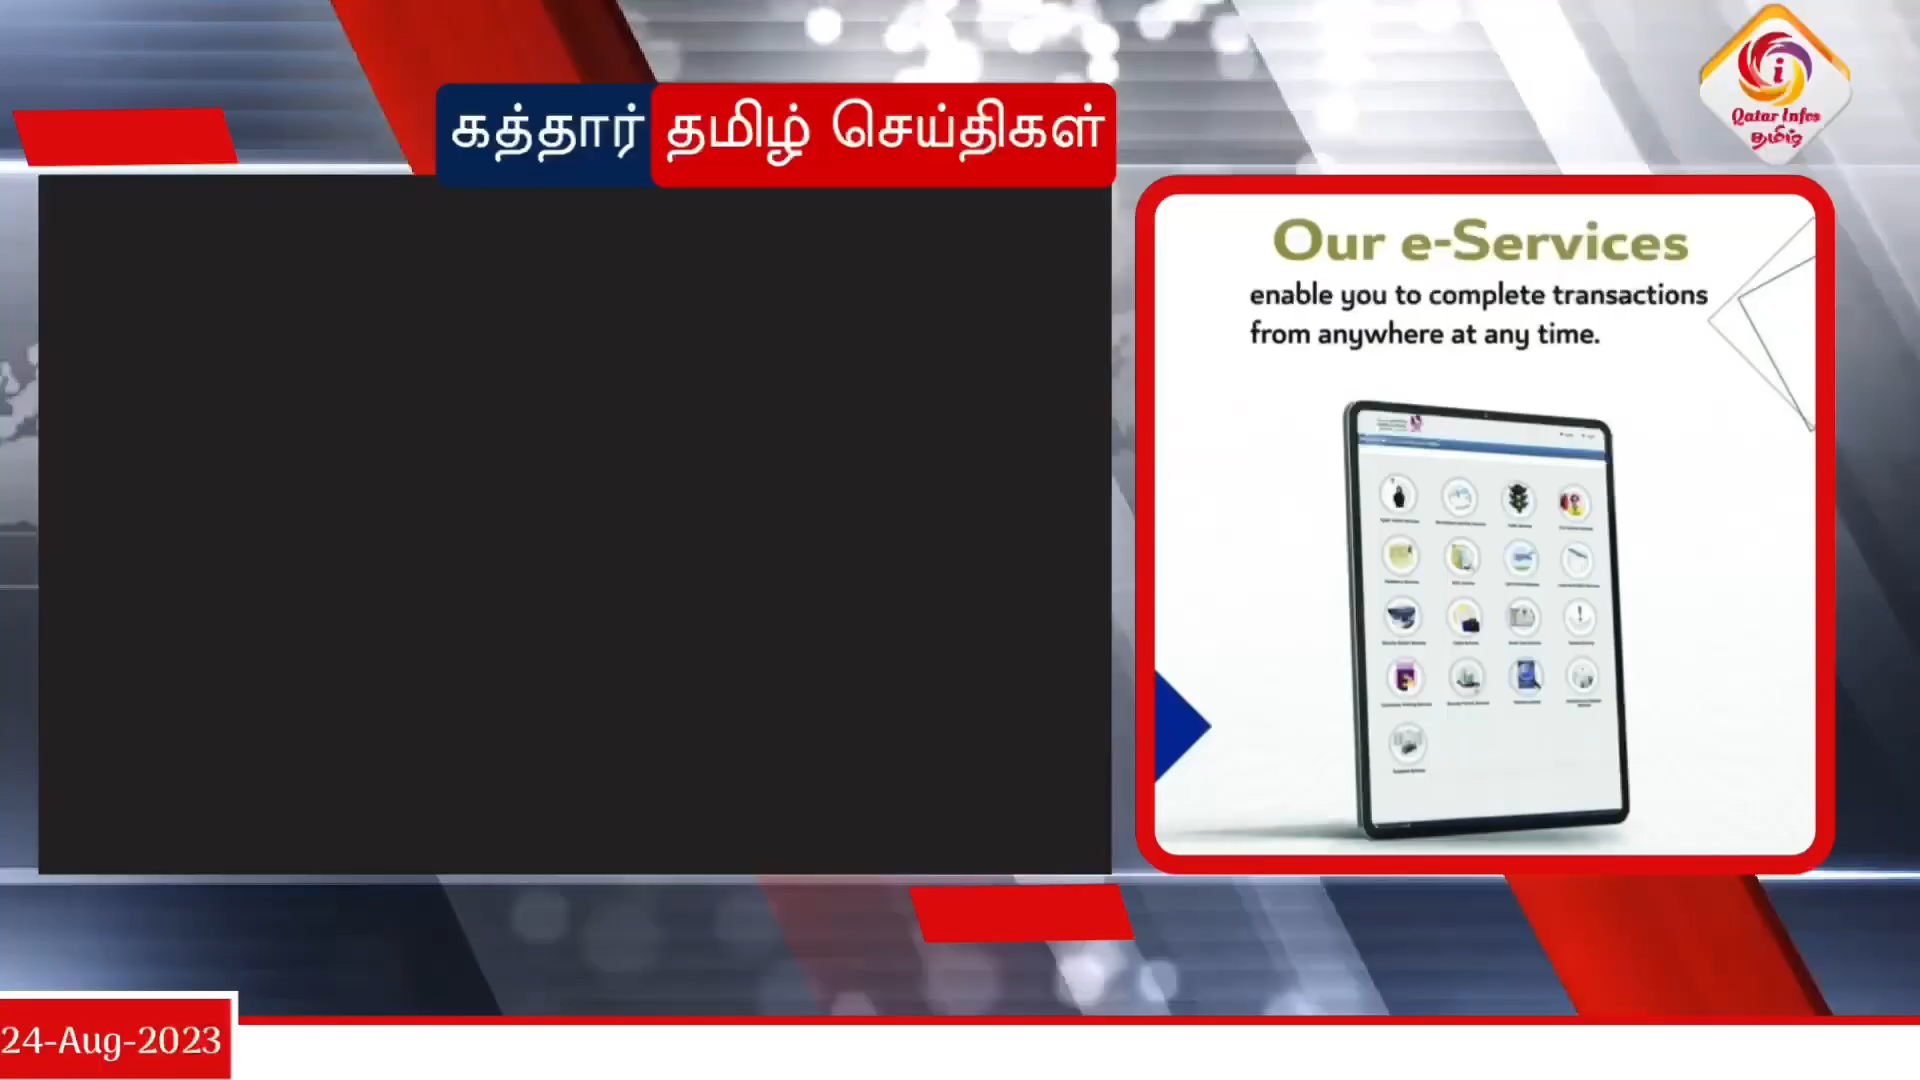 கத்தார் தமிழ் செய்திகள்
i
Qatar Infos
தமிழ்
Our e-Services
enable you to complete transactions
from anywhere at any time.
24-Aug-2023